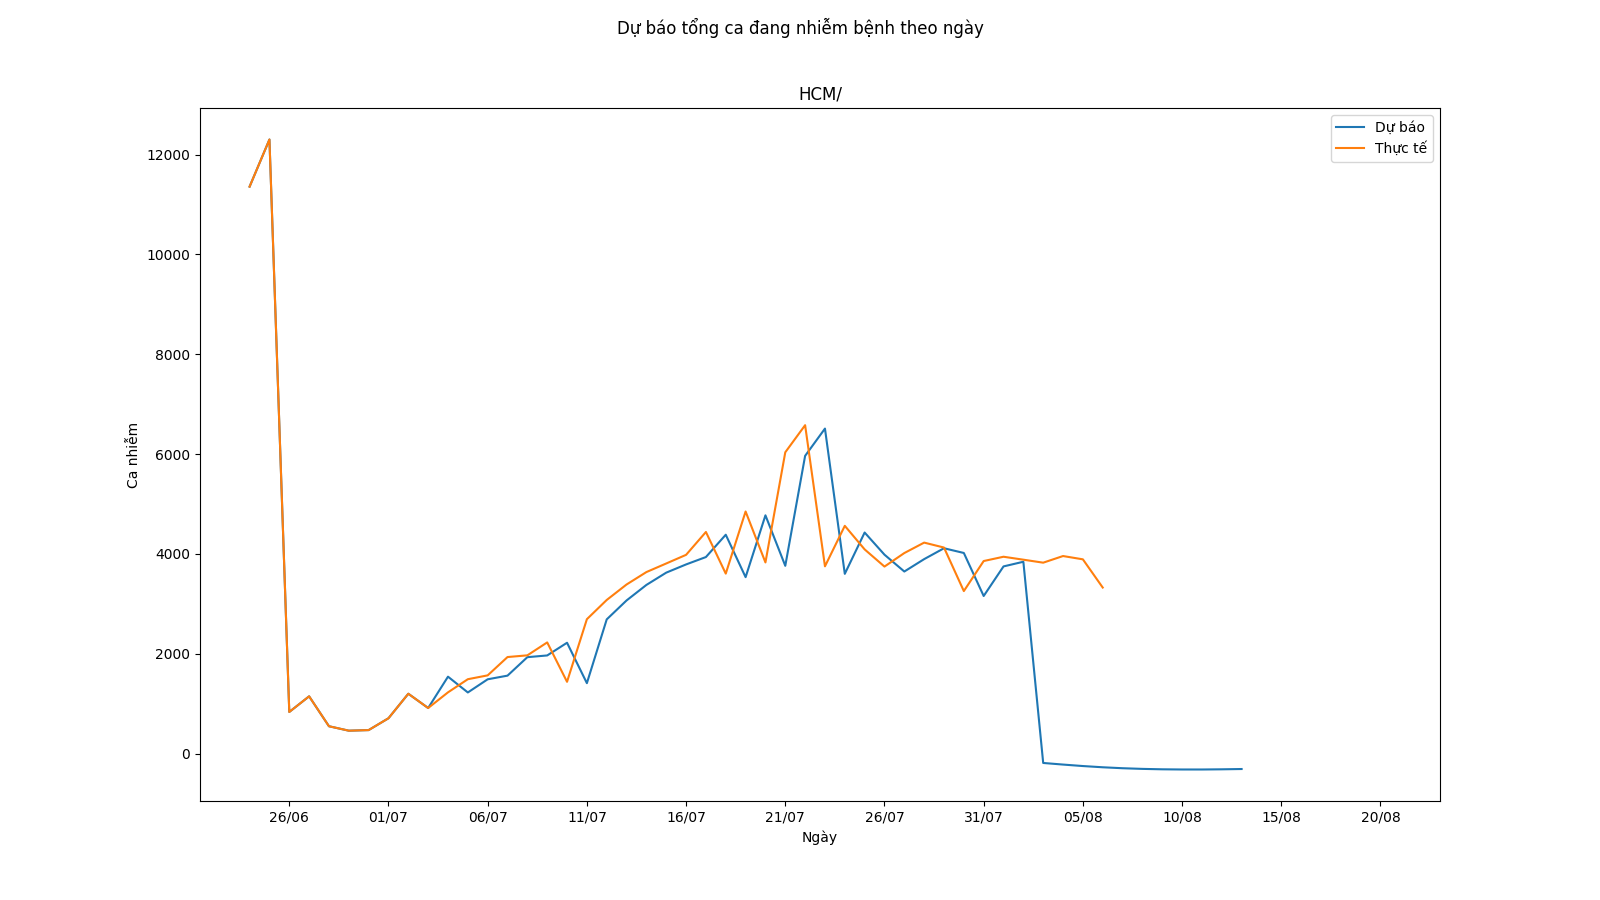 Dự báo tổng ca đang nhiễm bệnh theo ngày
HCM/
Dự báo
Thực tế
12000
10000
8000
6000
4000
2000
0
Ca nhiễm
26/06 01/07 06/07 11/07 16/07 21/07 26/07 31/07 05/08 10/08 15/08 20/08
Ngày